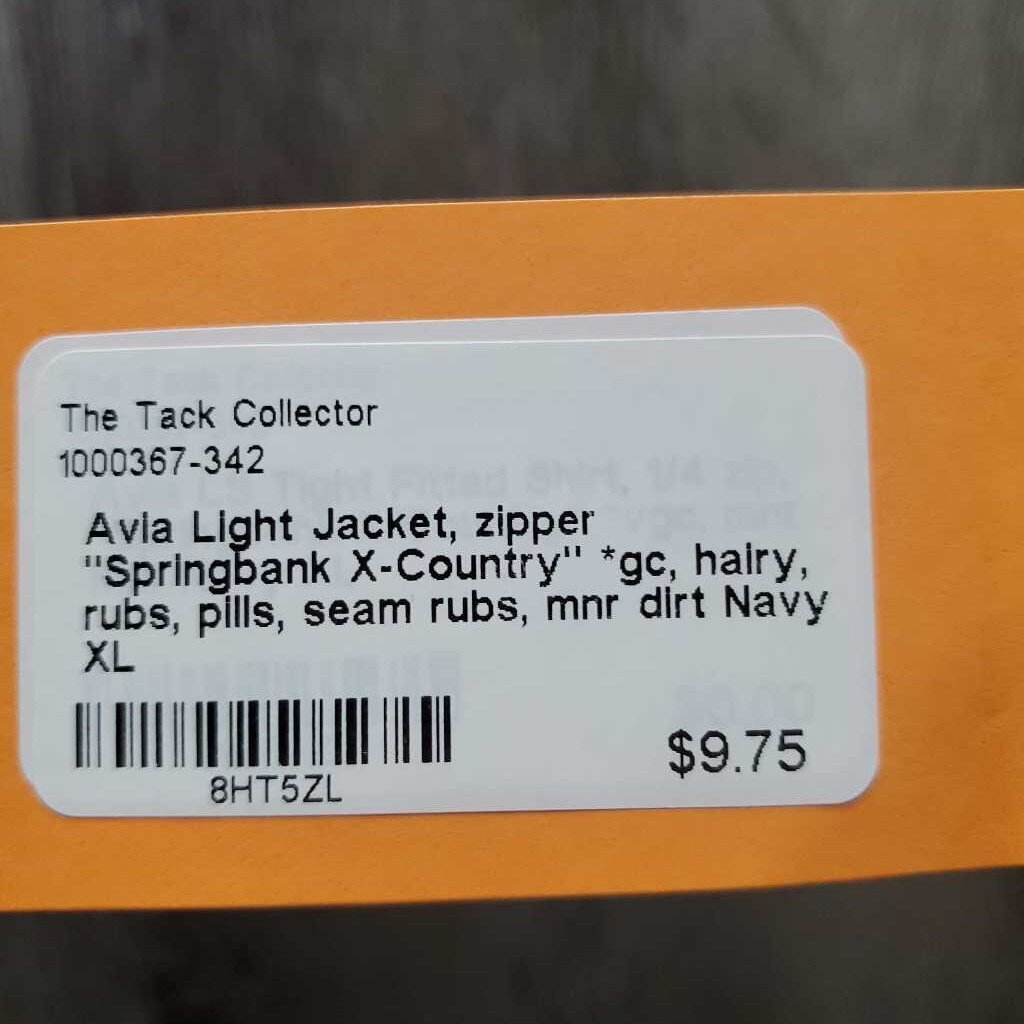 The Tack Collector
1000367-342
Avia Light Jacket, zipper
"Springbank X-Country" *gc, hairy,
rubs, pills, seam rubs, mnr dirt Navy
XL
8HT5ZL
$9.75